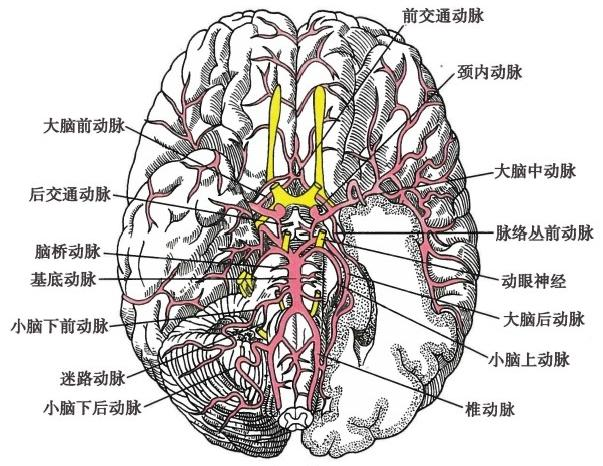 前交通动脉
颈内动脉
大脑前动脉
大脑中动脉
后交通动脉
脉络丛前动脉
脑桥动脉
基底动脉
动眼神经
小脑下前动脉
大脑后动脉
小脑上动脉
迷路动脉
小脑下后动脉
椎动脉